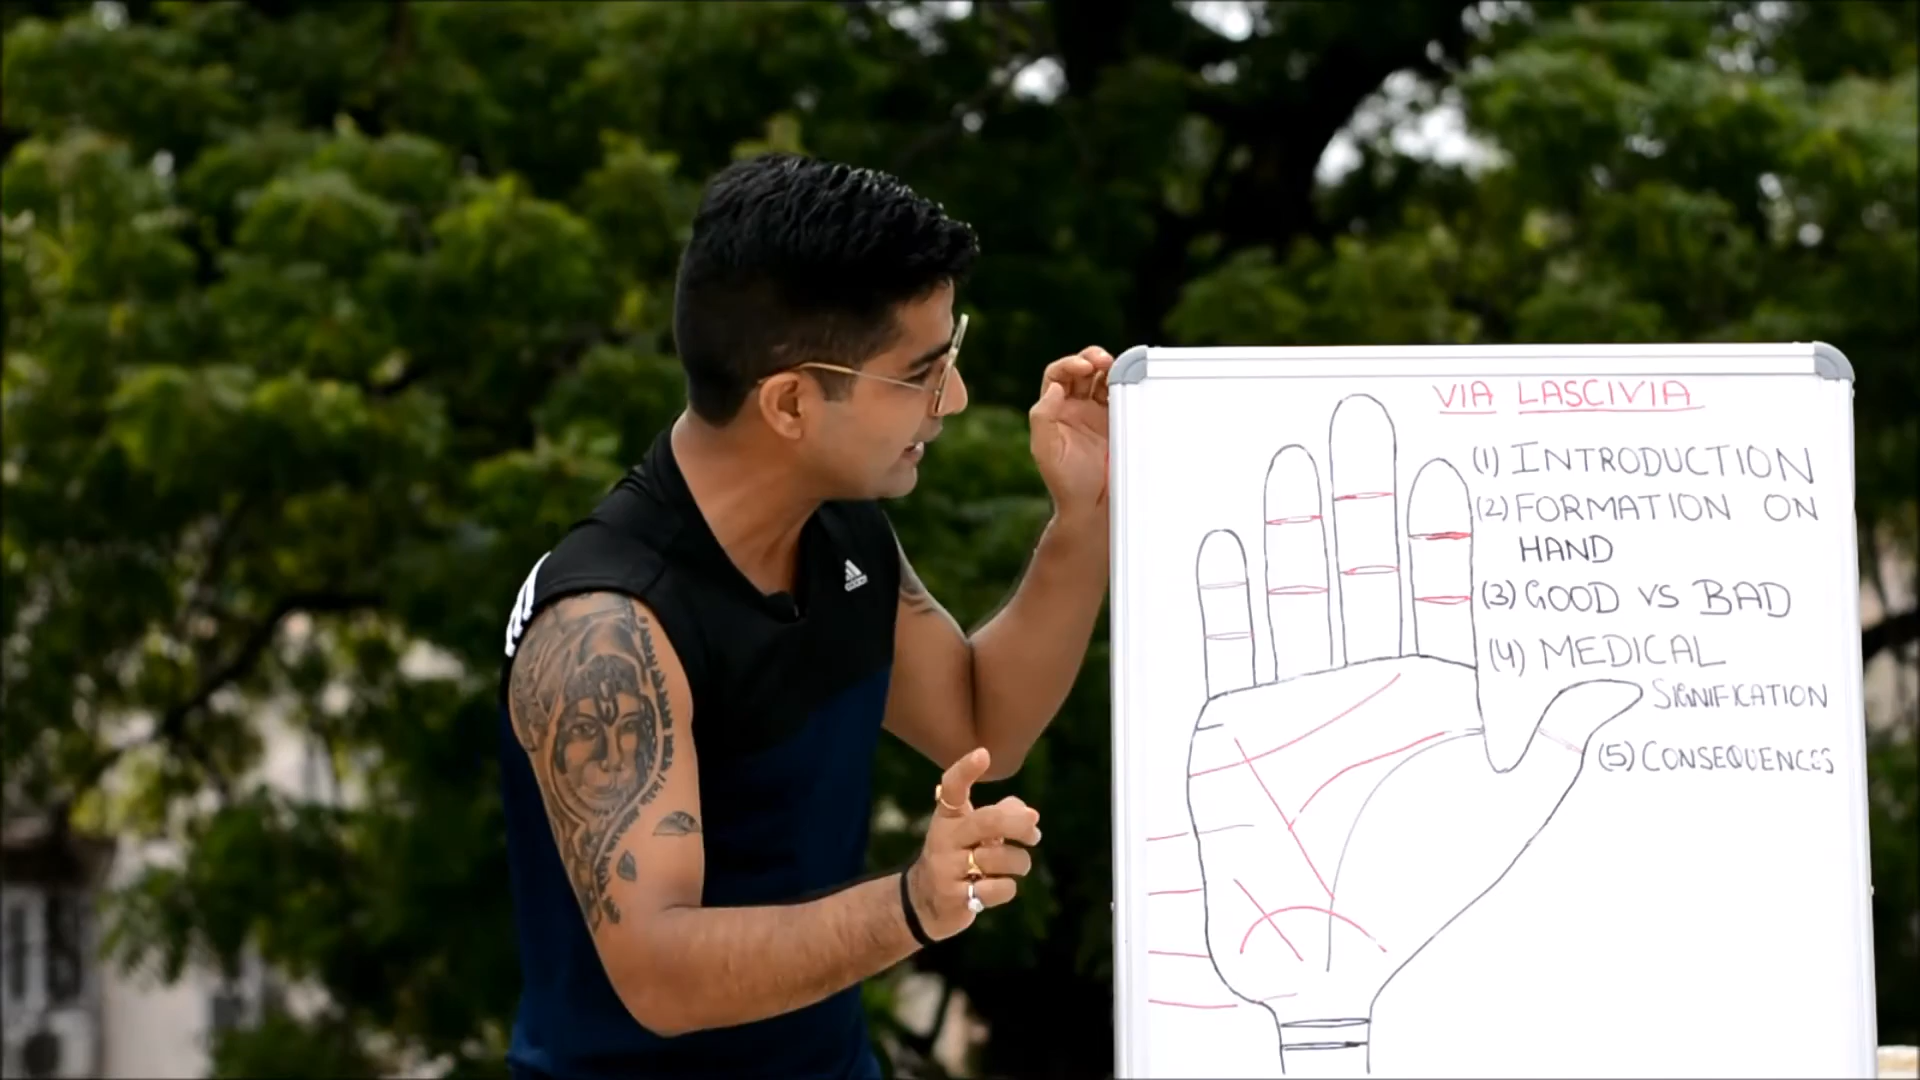 VIA LASCIVIA
(1) INTRODUCTION
(2) FORMATION ON
HAND
(3) GOOD VS BAD
(4) MEDICAL
SIGNIFICATION
(5) CONSEQUENCES
adidas